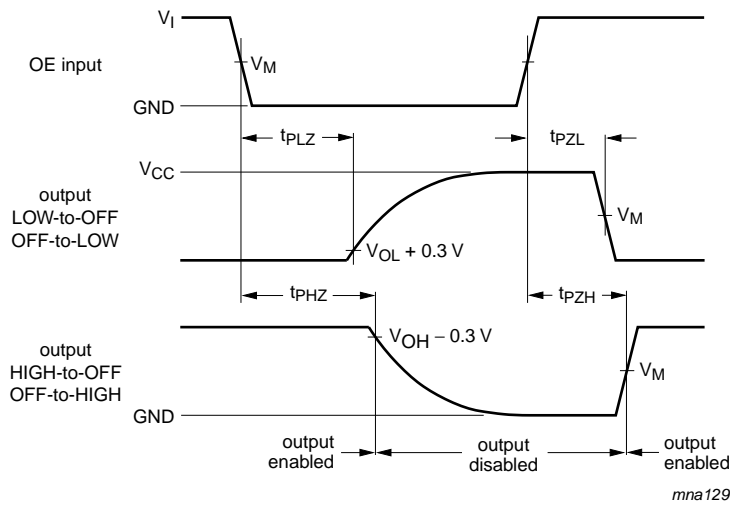 VI
OE input
VM
GND
tPLZ
tPZL
VCC
output
LOW-to-OFF
OFF-to-LOW
VM
VOL + 0.3 V
tPHZ
tPZH
VOH − 0.3 V
output
HIGH-to-OFF
OFF-to-HIGH
VM
GND
output
enabled
output
disabled
output
enabled
mna129